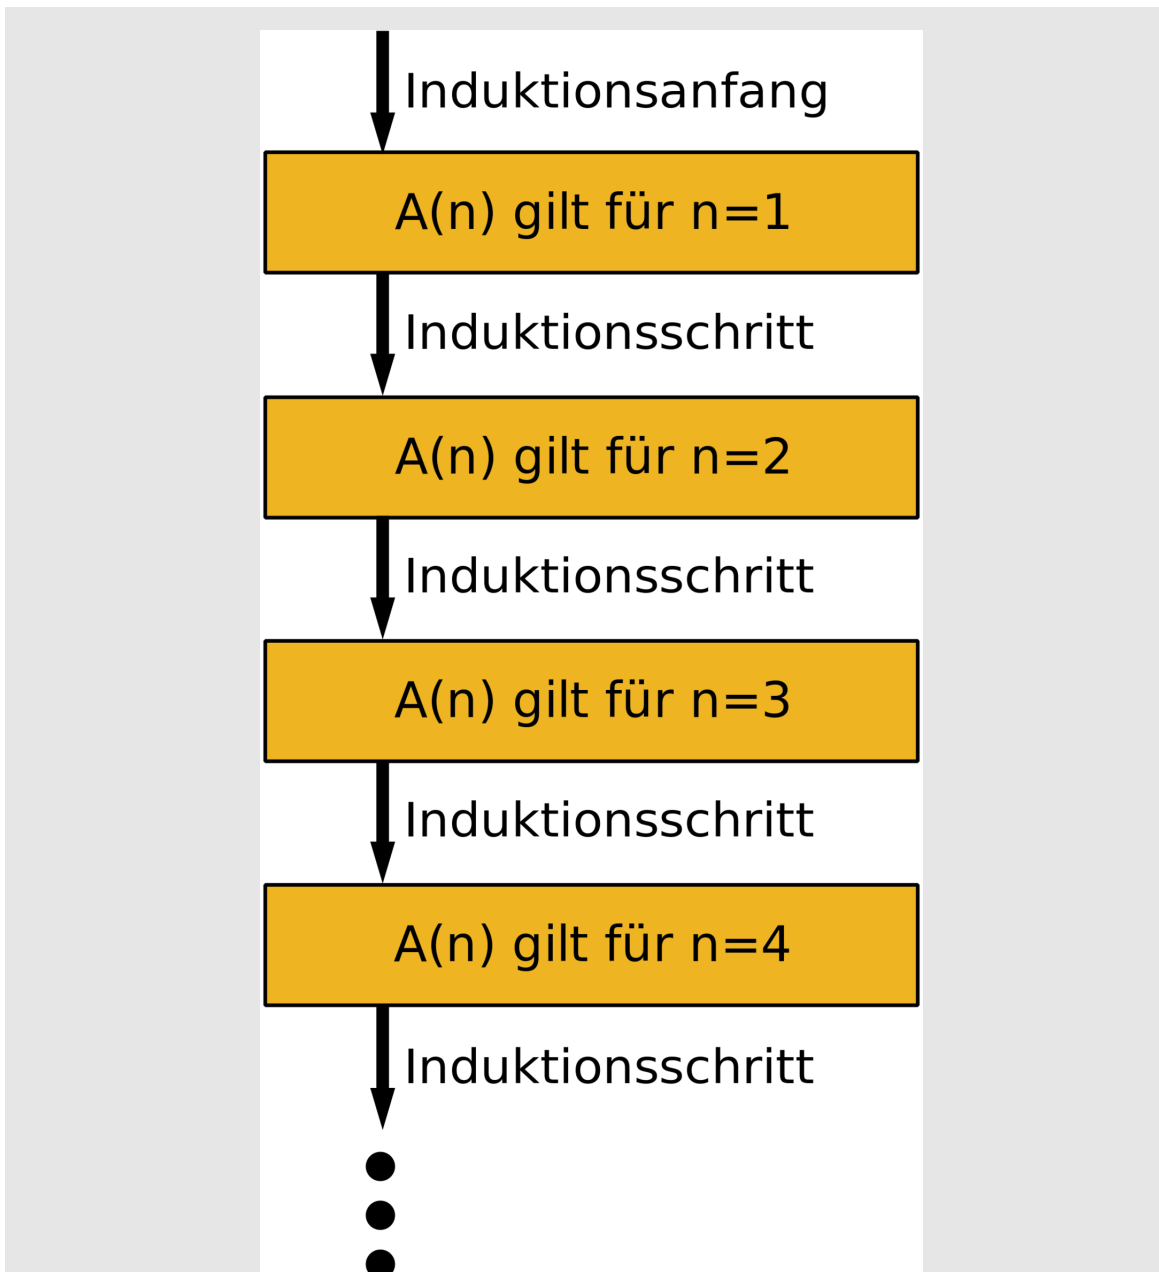 Induktionsanfang
A(n) gilt für n=1
Induktionsschritt
A(n) gilt für n=2
Induktionsschritt
A(n) gilt für n=3
Induktionsschritt
A(n) gilt für n=4
Induktionsschritt